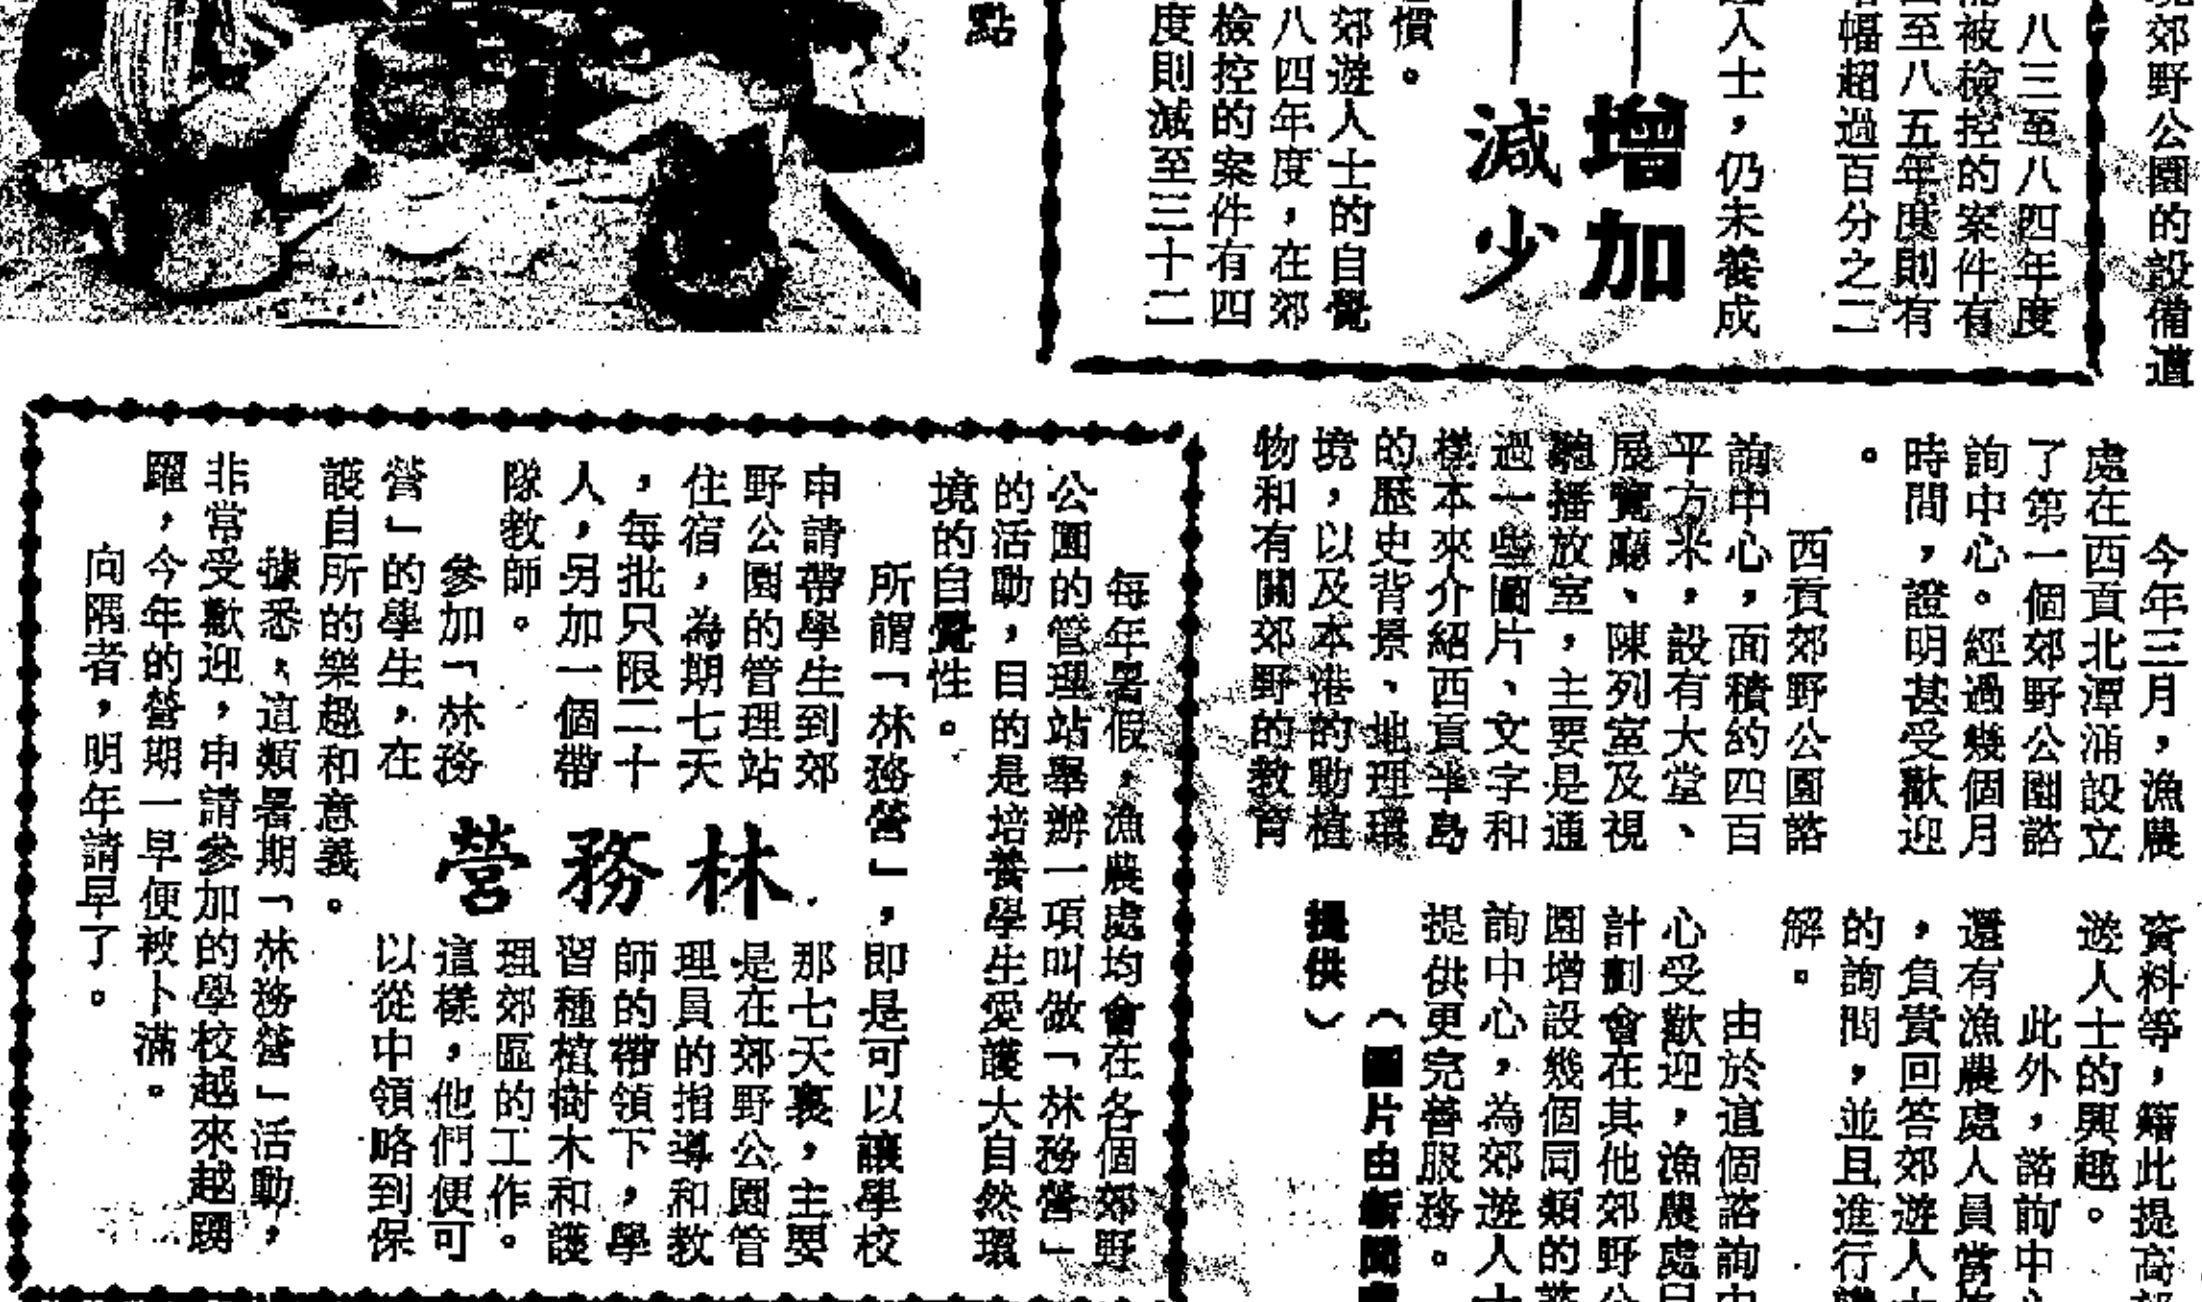 境郊野公園的設備遭
八三至八四年度
被檢控的案件有
至八五年度則有
幅超過百分之二
增加
減少
人士，仍未養成
慣。
郊遊人士的自覺
八四年度，在郊
檢控的案件有四
度則減至三十二
點
今年三月，漁農
處在西貢北潭涌設立
了第一個郊野公園諮
詢中心。經過幾個月
時間，證明甚受歡迎
。
西貢郊野公園諮
詢中心，面積約四百
平方米，設有大堂、
展覽廳、陳列室及視
聽播放室，主要是通
過一些圖片、文字和
樣本來介紹西貢半島
的歷史背景、地理環
境，以及本港的動植
物和有關郊野的教育
資料等，藉此提高郊
遊人士的興趣。
此外，諮詢中心
還有漁農處人員當值
，負責回答郊遊人士
的詢問，並且進行
解。
由於這個諮詢中
心受歡迎，漁農處已
計劃會在其他郊野公
園增設幾個同類的諮
詢中心，為郊遊人士
提供更完善服務。
（圖片由新聞處
提供）
林務營
每年暑假，漁農處均會在各個郊野
公園的管理站舉辦一項叫做「林務營」
的活動，目的是培養學生愛護大自然環
境的自覺性。
所謂「林務營」，即是可以讓學校
申請帶學生到郊
野公園的管理站
住宿，為期七天
，每批只限二十
人，另加一個帶
隊教師。
參加「林務
營」的學生，在
那七天裏，主要
是在郊野公園管
理員的指導和教
師的帶領下，學
習種植樹木和護
理郊區的工作。
這樣，他們便可
以從中領略到保
護自所的樂趣和意義。
據悉，這類暑期「林務營」活動，
非常受歡迎，申請參加的學校越來越踴
躍，今年的營期一早便被卜滿。
向隅者，明年請早了。